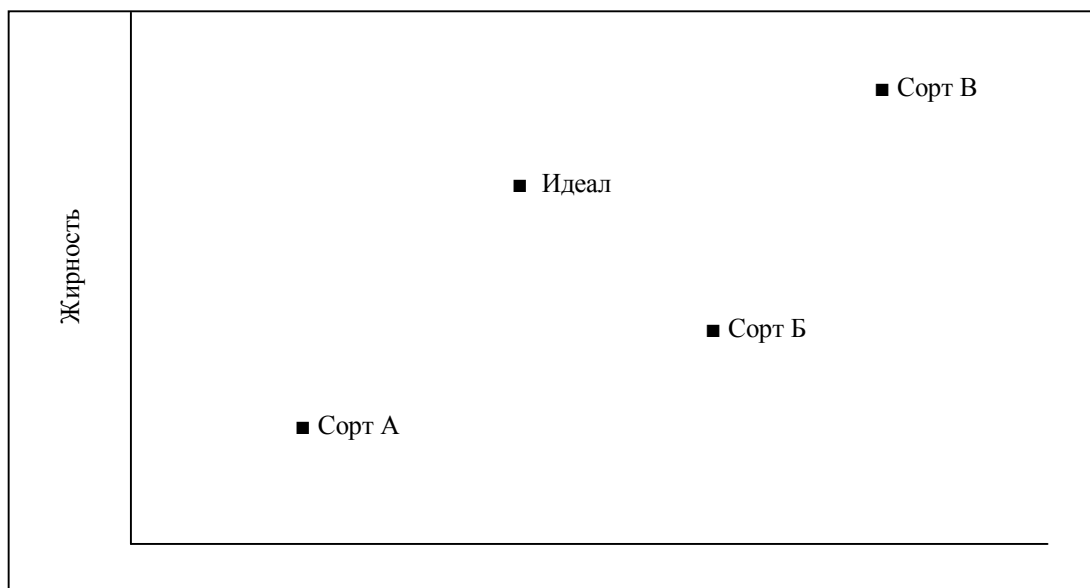 Сорт В
Идеал
Жирность
Сорт Б
Сорт А